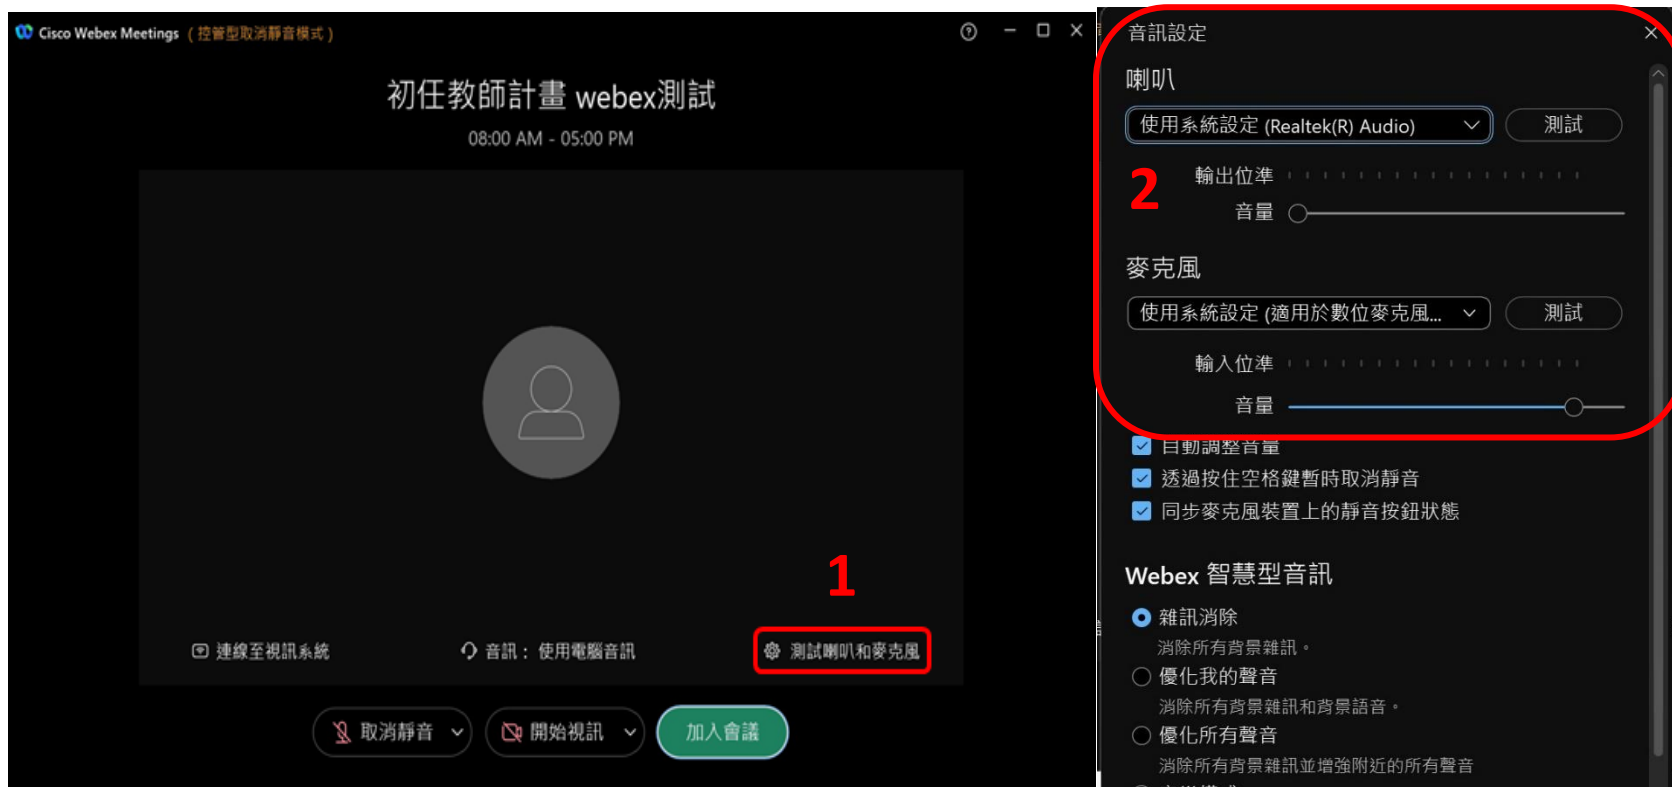 Cisco Webex Meetings (控管型取消靜音模式)
初任教師計畫 webex測試
08:00 AM - 05:00 PM
1
連線至視訊系統
音訊：使用電腦音訊
測試喇叭和麥克風
取消靜音
開始視訊
加入會議
音訊設定
喇叭
使用系統設定 (Realtek(R) Audio)
測試
2
輸出位準
音量
麥克風
使用系統設定 (適用於數位麥克風...
測試
輸入位準
音量
自動調整音量
透過按住空格鍵暫時取消靜音
同步麥克風裝置上的靜音按鈕狀態
Webex 智慧型音訊
雜訊消除
消除所有背景雜訊。
優化我的聲音
消除所有背景雜訊和背景語音。
優化所有聲音
消除所有背景雜訊並增強附近的所有聲音